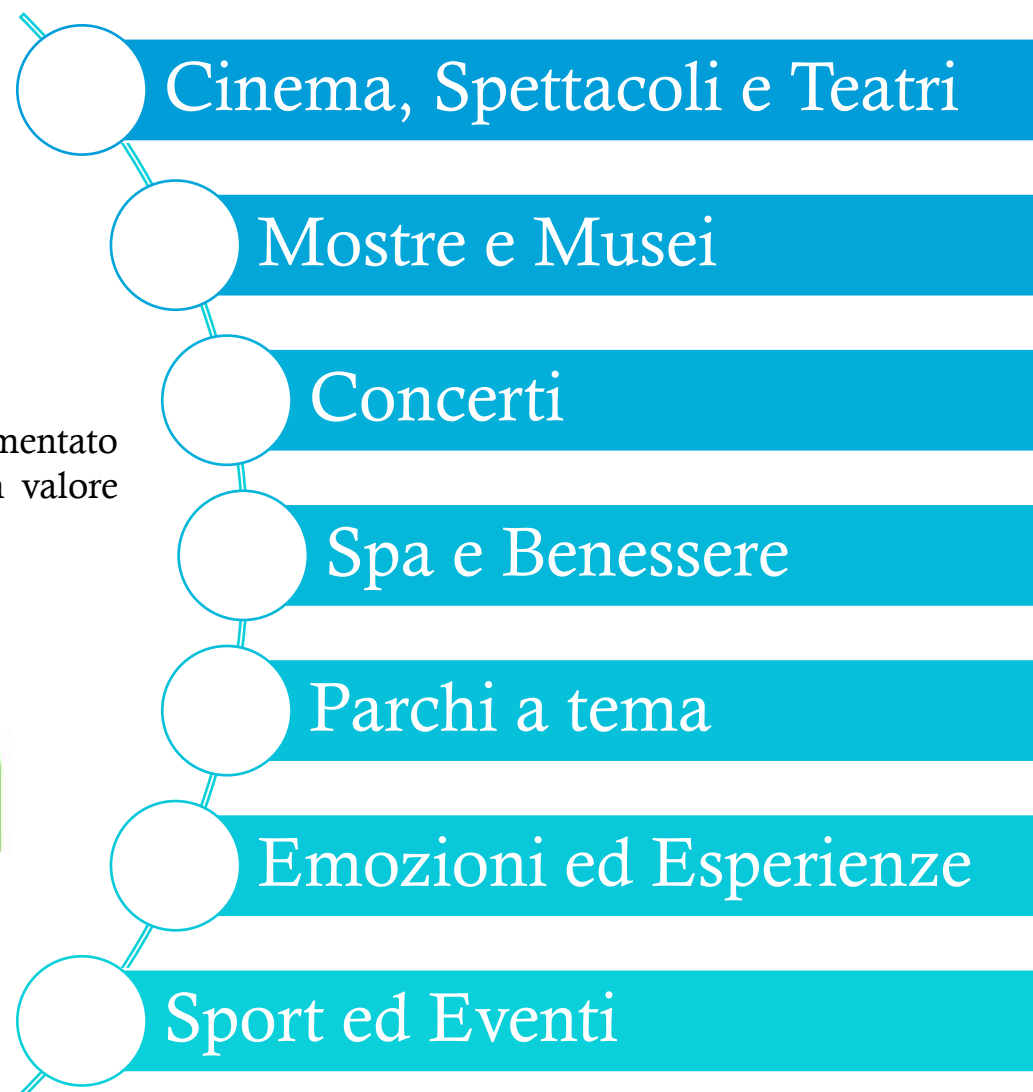 Cinema, Spettacoli e Teatri
Mostre e Musei
Concerti
mentato
valore
Spa e Benessere
Parchi a tema
Emozioni ed Esperienze
Sport ed Eventi